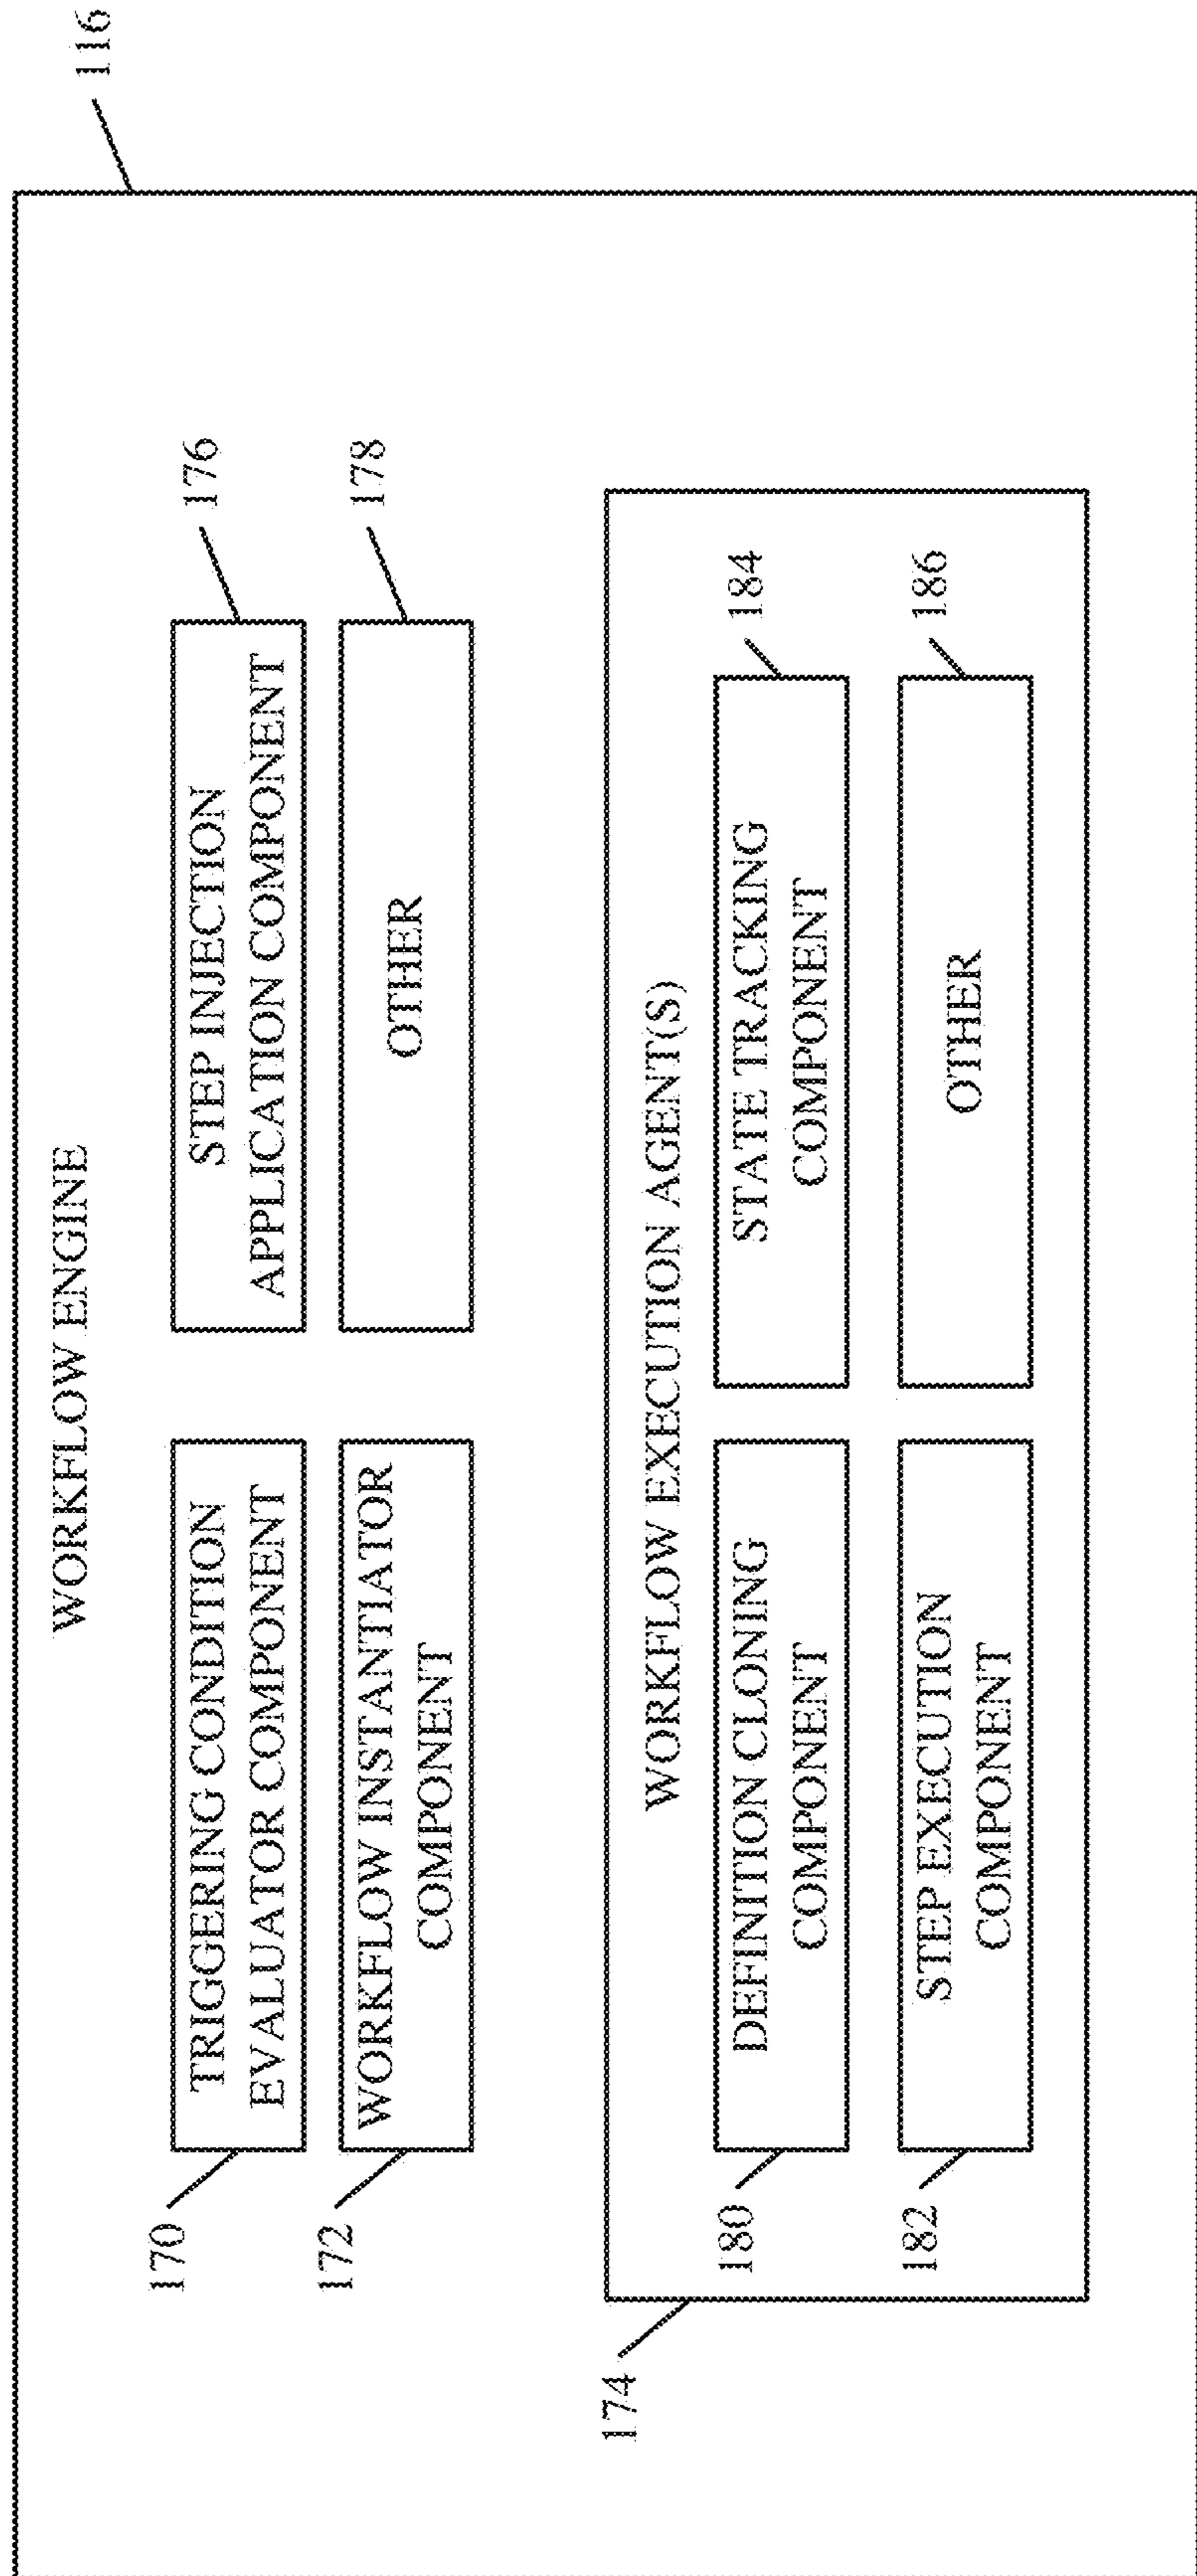 WORKFLOW ENGINE
116
170
TRIGGERING CONDITION
EVALUATOR COMPONENT
STEP INJECTION
APPLICATION COMPONENT
176
172
WORKFLOW INSTANTIATOR
COMPONENT
OTHER
178
174
WORKFLOW EXECUTION AGENT(S)
180
DEFINITION CLONING
COMPONENT
STATE TRACKING
COMPONENT
184
182
STEP EXECUTION
COMPONENT
OTHER
186